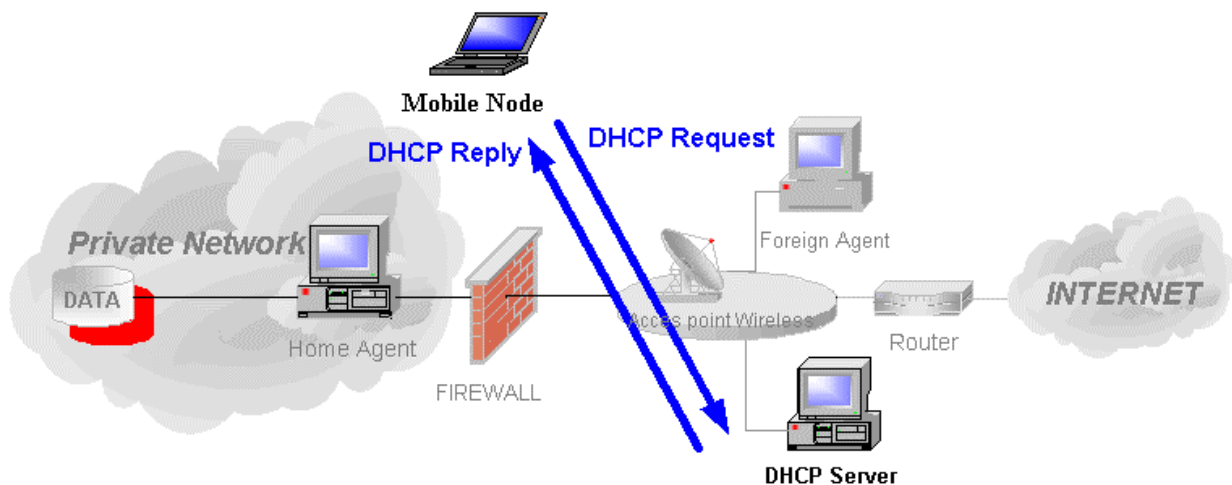 Mobile Node
DHCP Request
DHCP Reply
Private Network
Foreign Agent
DATA
INTERNET
Acces point Wireless
Home Agent
Router
FIREWALL
DHCP Server